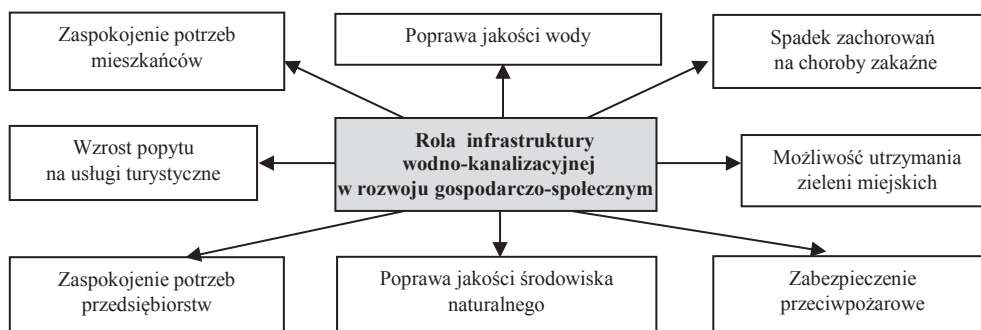 Zaspokojenie potrzeb
mieszkańców
Poprawa jakości wody
Spadek zachorowań
na choroby zakaźne
Wzrost popytu
na usługi turystyczne
Rola infrastruktury
wodno-kanalizacyjnej
w rozwoju gospodarczo-społecznym
Możliwość utrzymania
zieleni miejskich
Zaspokojenie potrzeb
przedsiębiorstw
Poprawa jakości środowiska
naturalnego
Zabezpieczenie
przeciwpożarowe